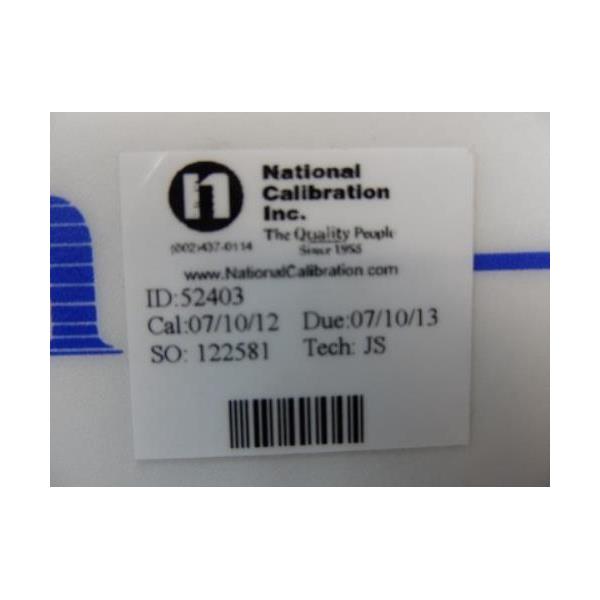 n
National
Calibration
Inc.
The Quality People
Since 1955
(602)437-0114
www.NationalCalibration.com
ID:52403
Cal:07/10/12 Due:07/10/13
SO: 122581 Tech: JS